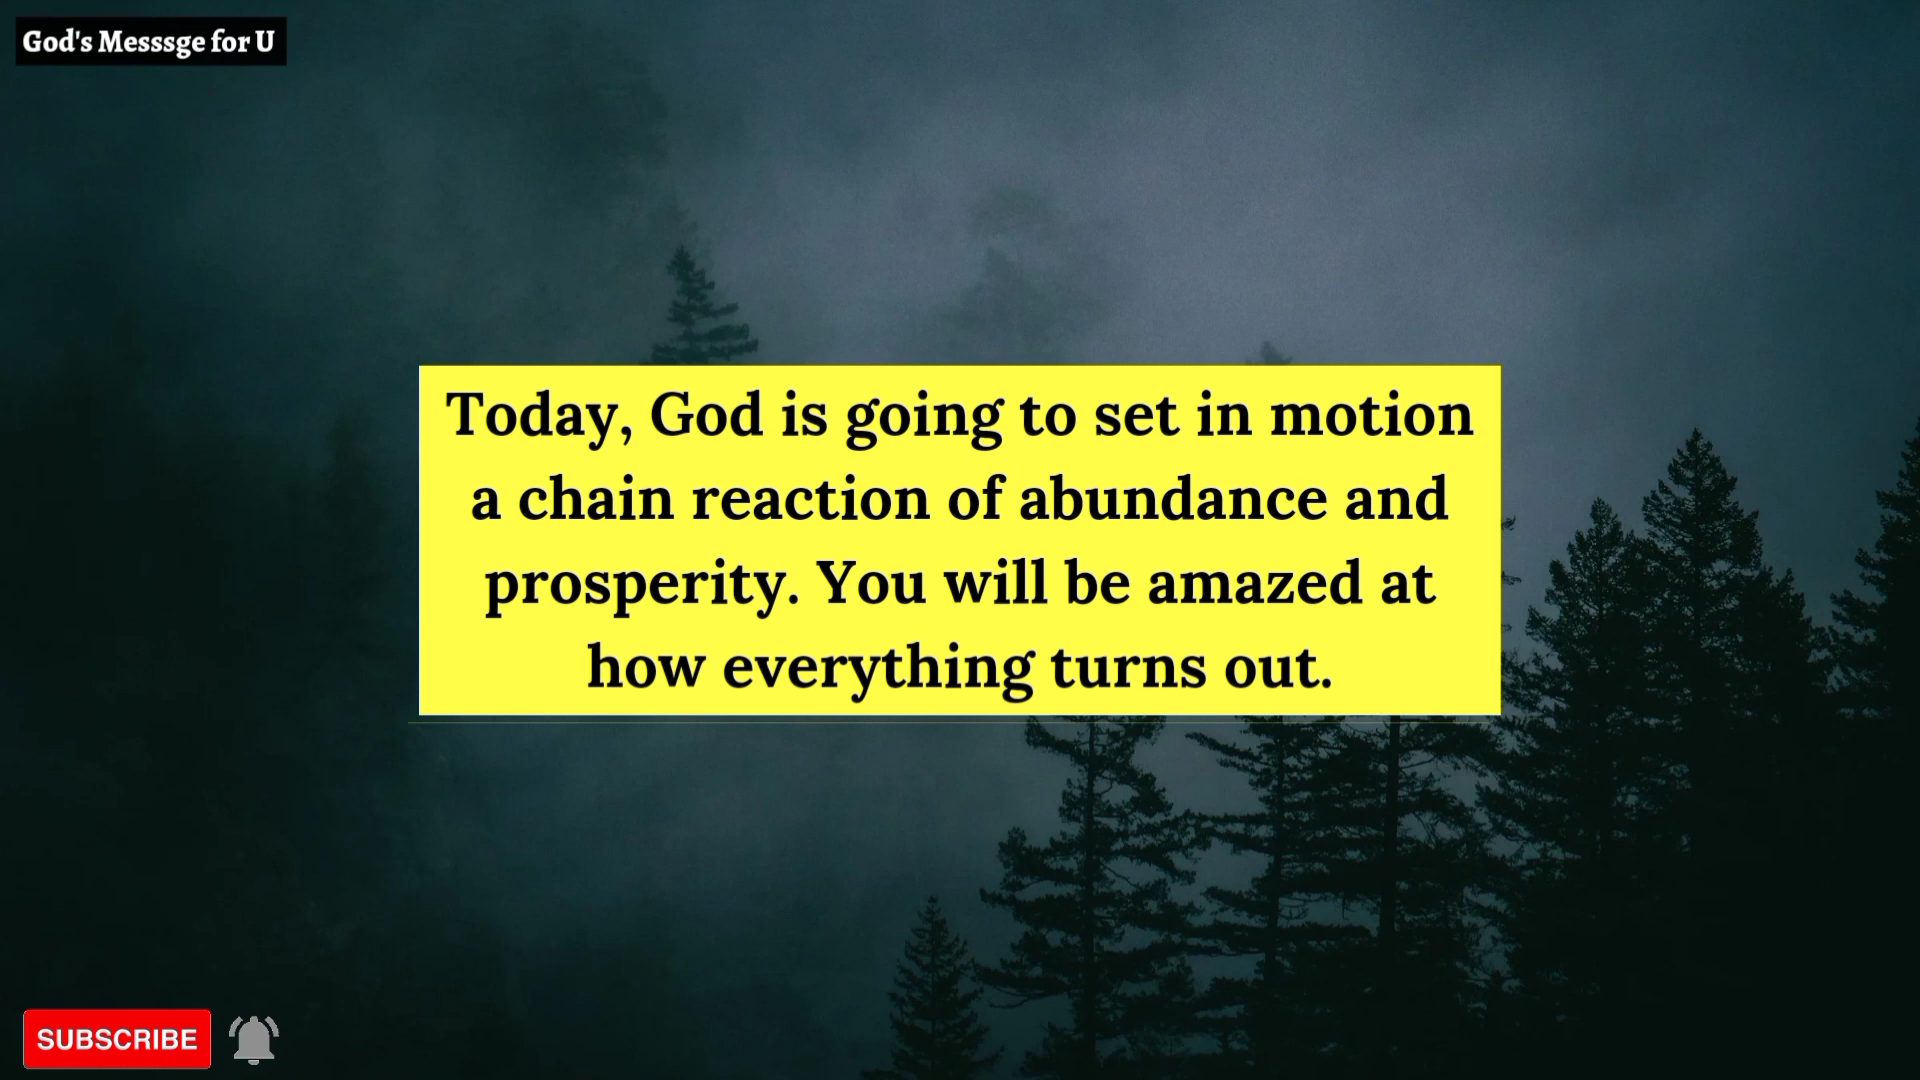 God's Messsge for U
Today, God is going to set in motion
a chain reaction of abundance and
prosperity. You will be amazed at
how everything turns out.
SUBSCRIBE